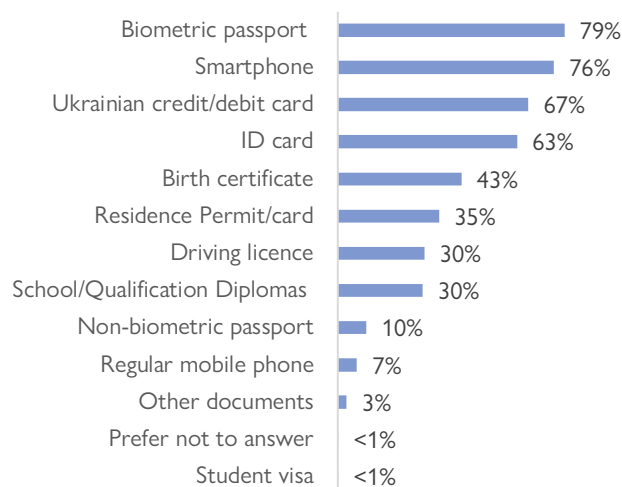 Biometric passport 79%
Smartphone 76%
Ukrainian credit/debit card 67%
ID card 63%
Birth certificate 43%
Residence Permit/card 35%
Driving licence 30%
School/Qualification Diplomas 30%
Non-biometric passport 10%
Regular mobile phone 7%
Other documents 3%
Prefer not to answer <1%
Student visa <1%